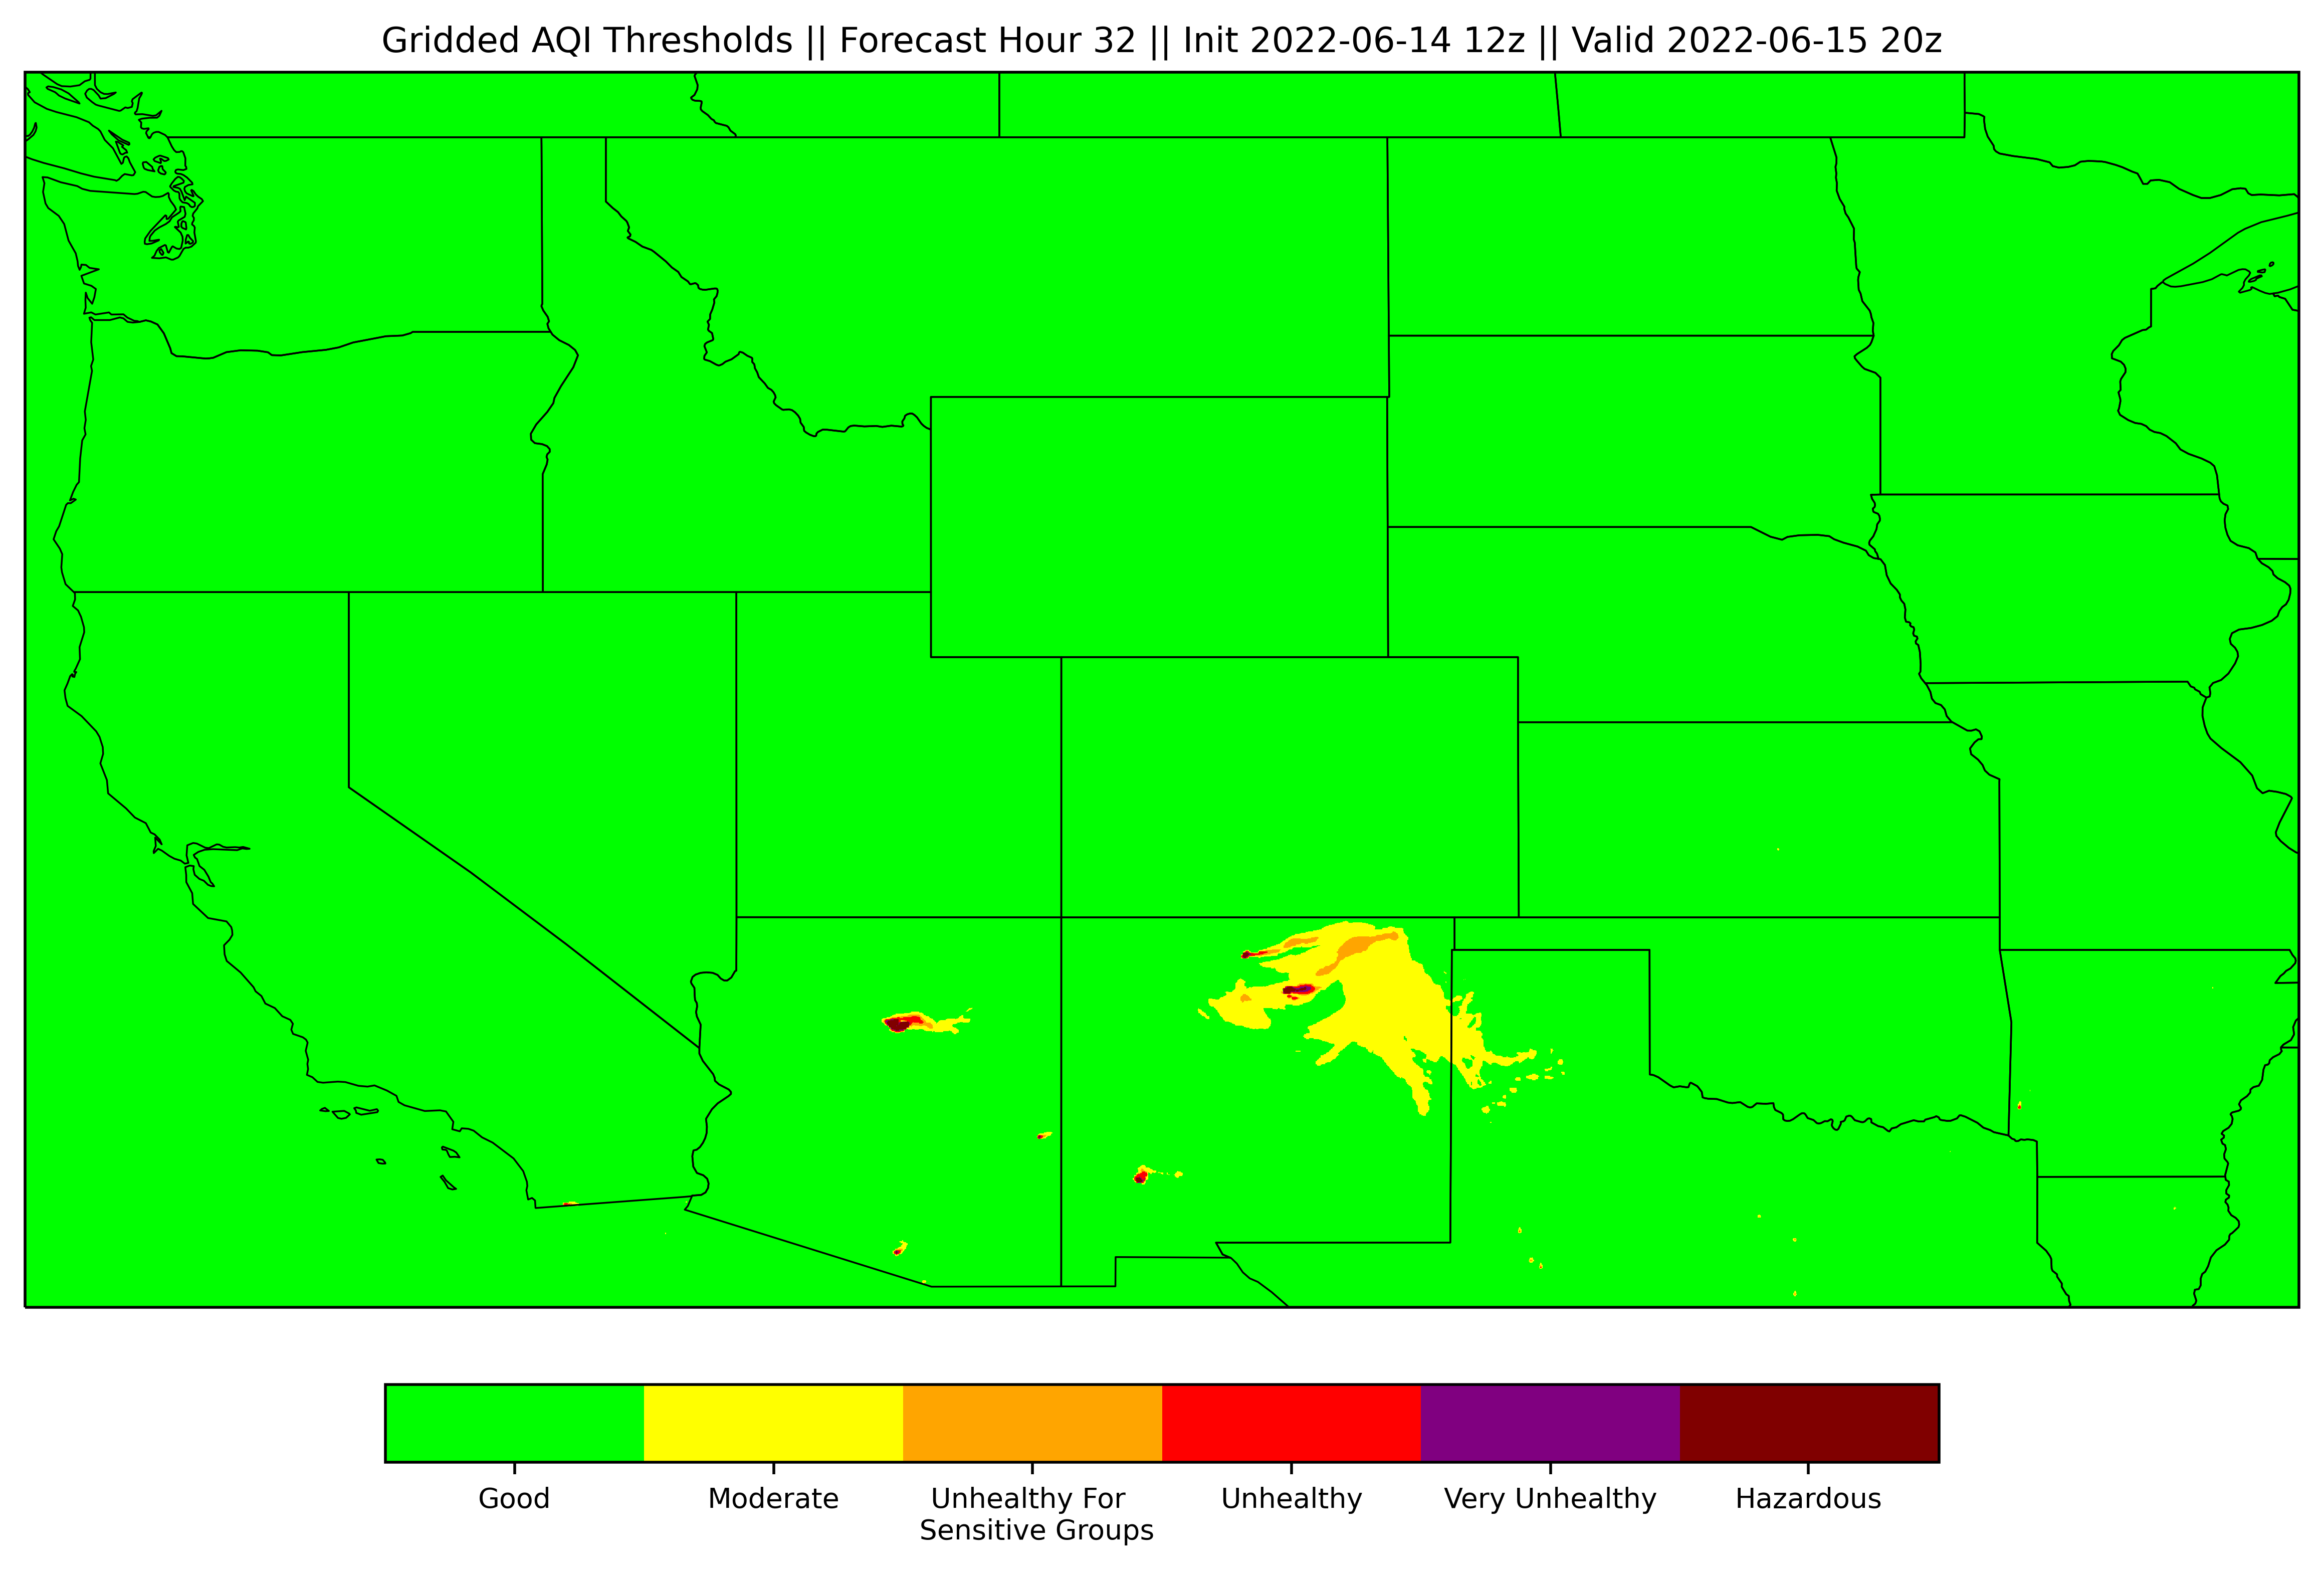 Gridded AQI Thresholds || Forecast Hour 32 || Init 2022-06-14 12z || Valid 2022-06-15 20z
Good
Moderate
Unhealthy For
Sensitive Groups
Unhealthy
Very Unhealthy
Hazardous